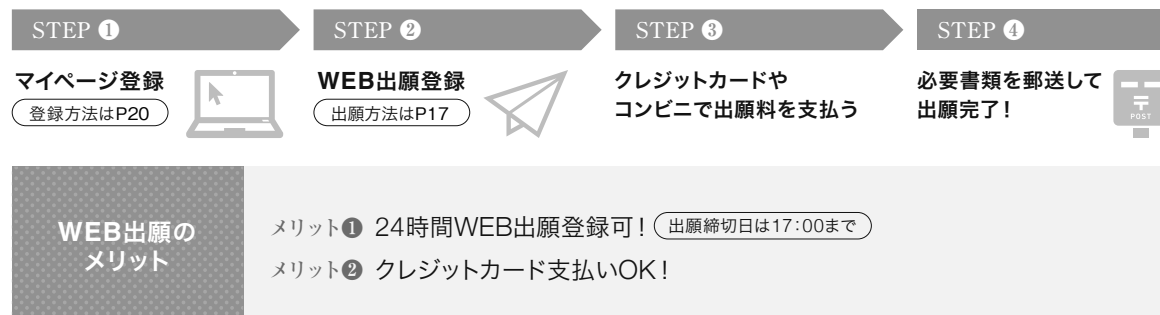 STEP ❶
STEP ❷
STEP ❸
STEP ❹
マイページ登録
登録方法はP20
WEB出願登録
出願方法はP17
クレジットカードや
コンビニで出願料を支払う
必要書類を郵送して
出願完了!
〒
POST
WEB出願の
メリット
メリット❶ 24時間WEB出願登録可! 出願締切日は17:00まで
メリット❷ クレジットカード支払いOK!